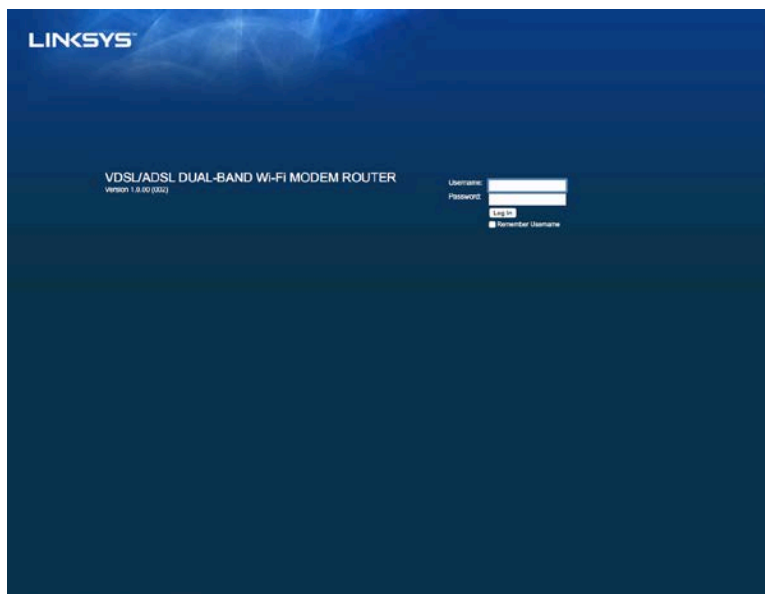 LINKSYS™
VDSL/ADSL DUAL-BAND Wi-Fi MODEM ROUTER
Version 1.0.00 (002)
Username:
Password:
Log In
Remember Username